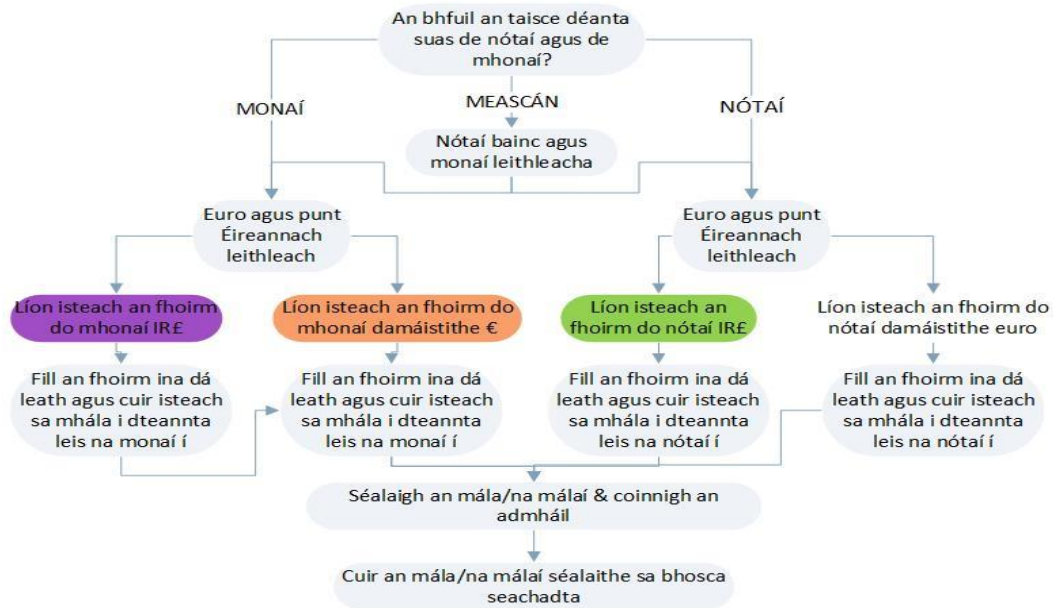 An bhfuil an taisce déanta
suas de nótaí agus de
mhonaí?
MONAÍ
MEASCÁN
NÓTAÍ
Nótaí bainc agus
monaí leithleacha
Euro agus punt
Éireannach
leithleach
Euro agus punt
Éireannach
leithleach
Líon isteach an fhoirm
do mhonaí IR£
Líon isteach an fhoirm do
mhonaí damáistithe €
Líon isteach an
fhoirm do nótaí IR£
Líon isteach an fhoirm do
nótaí damáistithe euro
Fill an fhoirm ina dá
leath agus cuir isteach
sa mhála i dteannta
leis na monaí í
Fill an fhoirm ina dá
leath agus cuir isteach
sa mhála i dteannta
leis na monaí í
Fill an fhoirm ina dá
leath agus cuir isteach
sa mhála i dteannta
leis na nótaí í
Fill an fhoirm ina dá
leath agus cuir isteach
sa mhála i dteannta
leis na nótaí í
Séalaigh an mála/na málaí & coinnigh an
admháil
Cuir an mála/na málaí séalaithe sa bhosca
seachadta